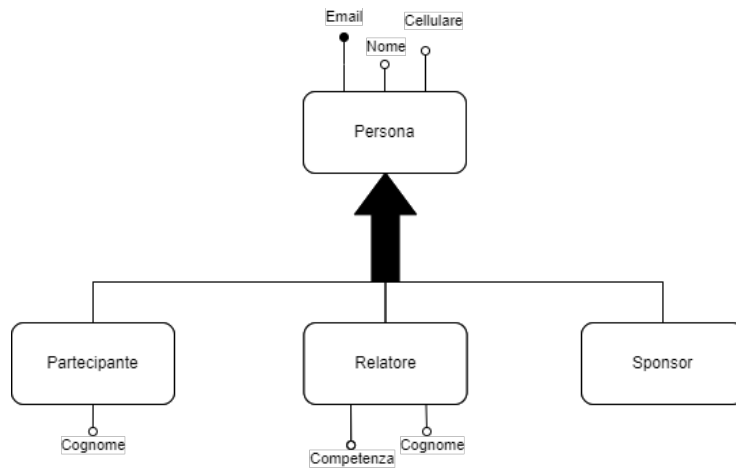 Email
Nome
Cellulare
Persona
Partecipante
Relatore
Sponsor
Cognome
Competenza
Cognome